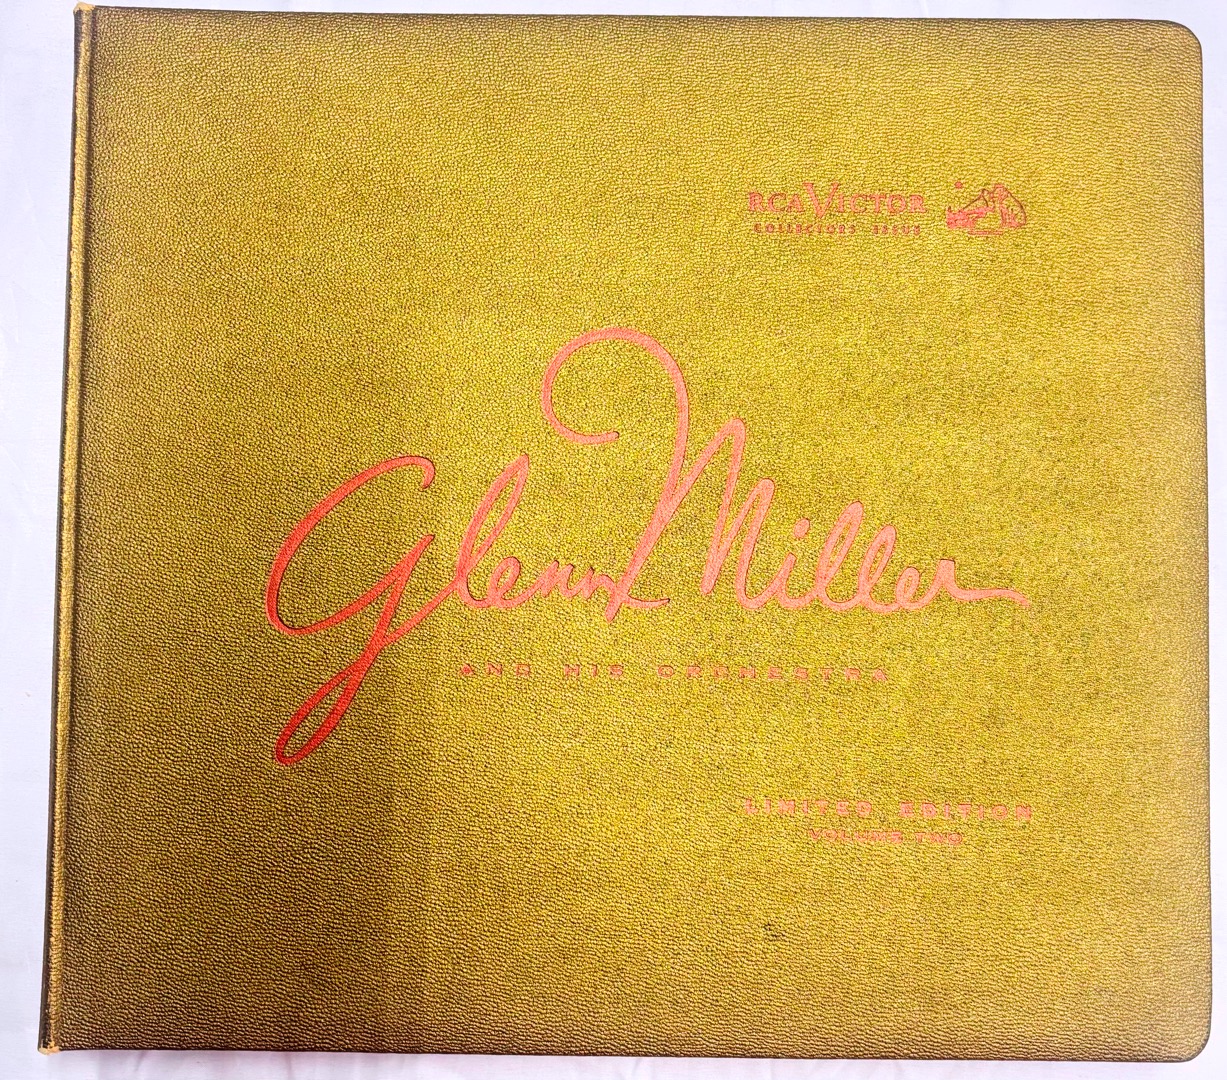 RCA VICTOR
COLLECTORS ISSUE
Glenn Miller
AND HIS ORCHESTRA
LIMITED EDITION
VOLUME TWO